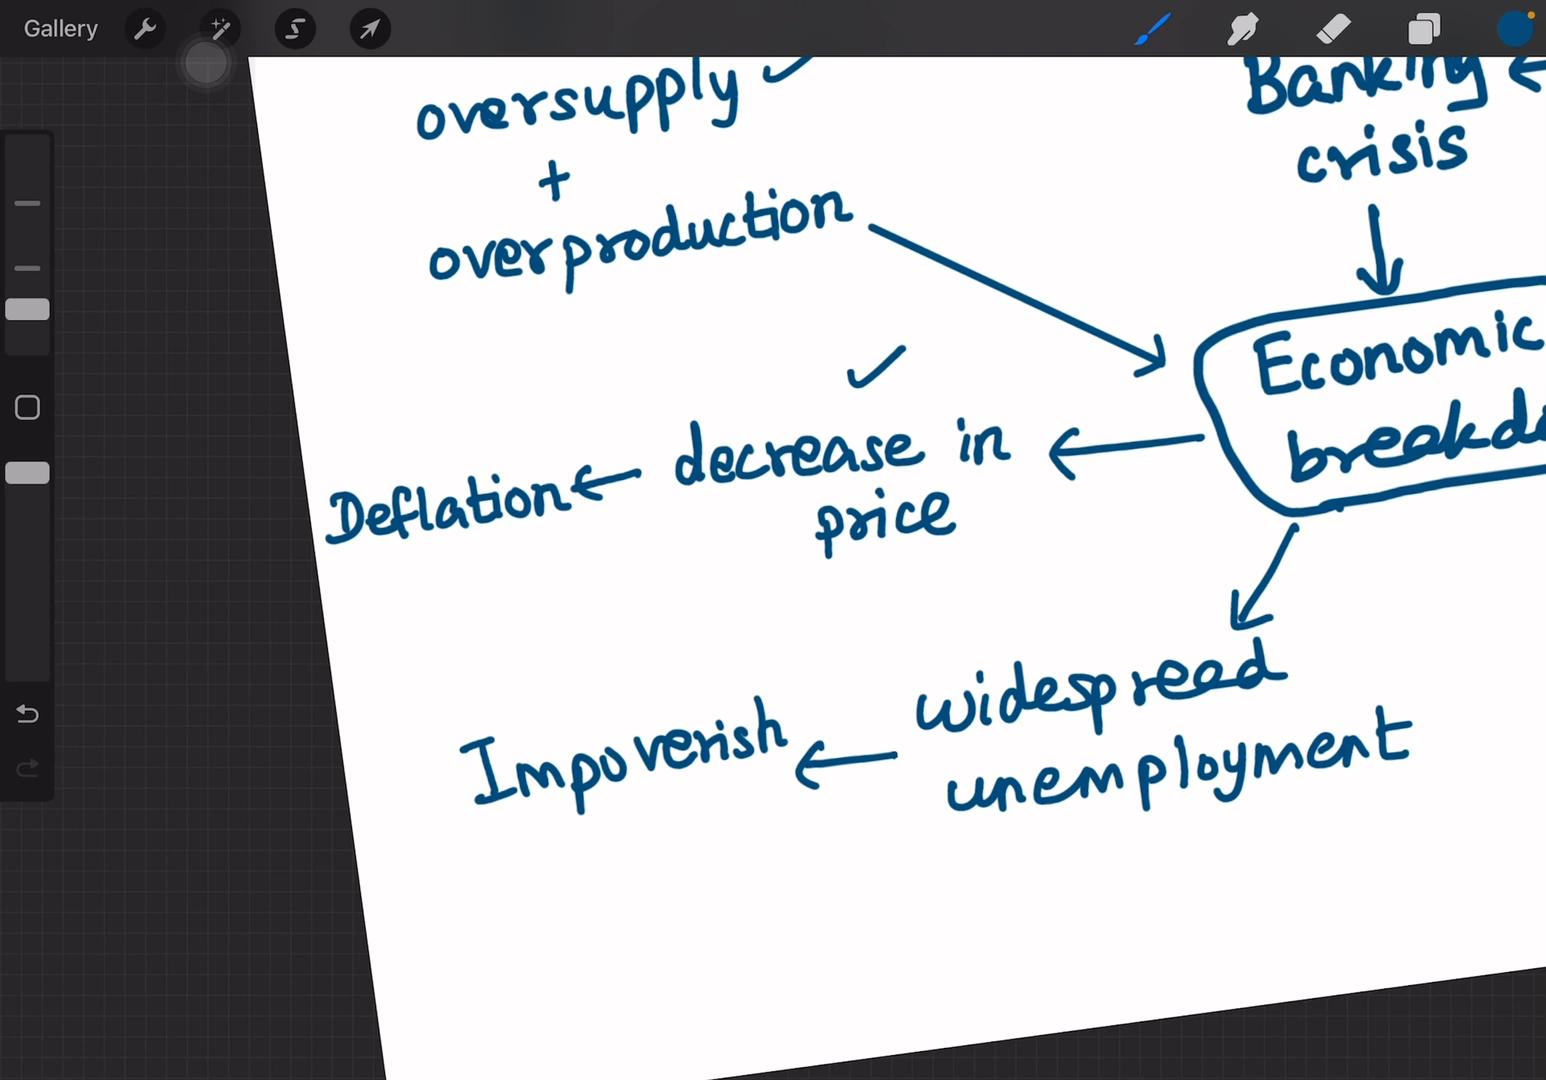 Gallery
oversupply
+
overproduction
Banking
crisis
Economic
decrease in
price
Deflation
widespread
unemployment
Impoverish